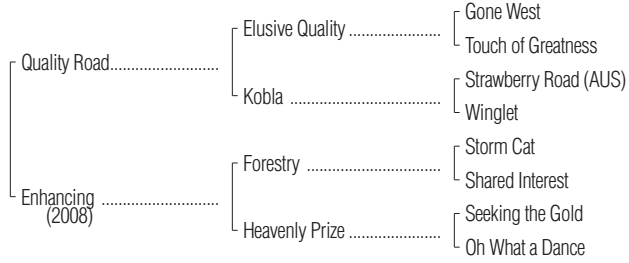 Gone West
Elusive Quality ....................
Touch of Greatness
Quality Road........................
Strawberry Road (AUS)
Kobla .................................
Winglet
Storm Cat
Forestry .............................
Shared Interest
Enhancing .........................
(2008)
Seeking the Gold
Heavenly Prize ....................
Oh What a Dance